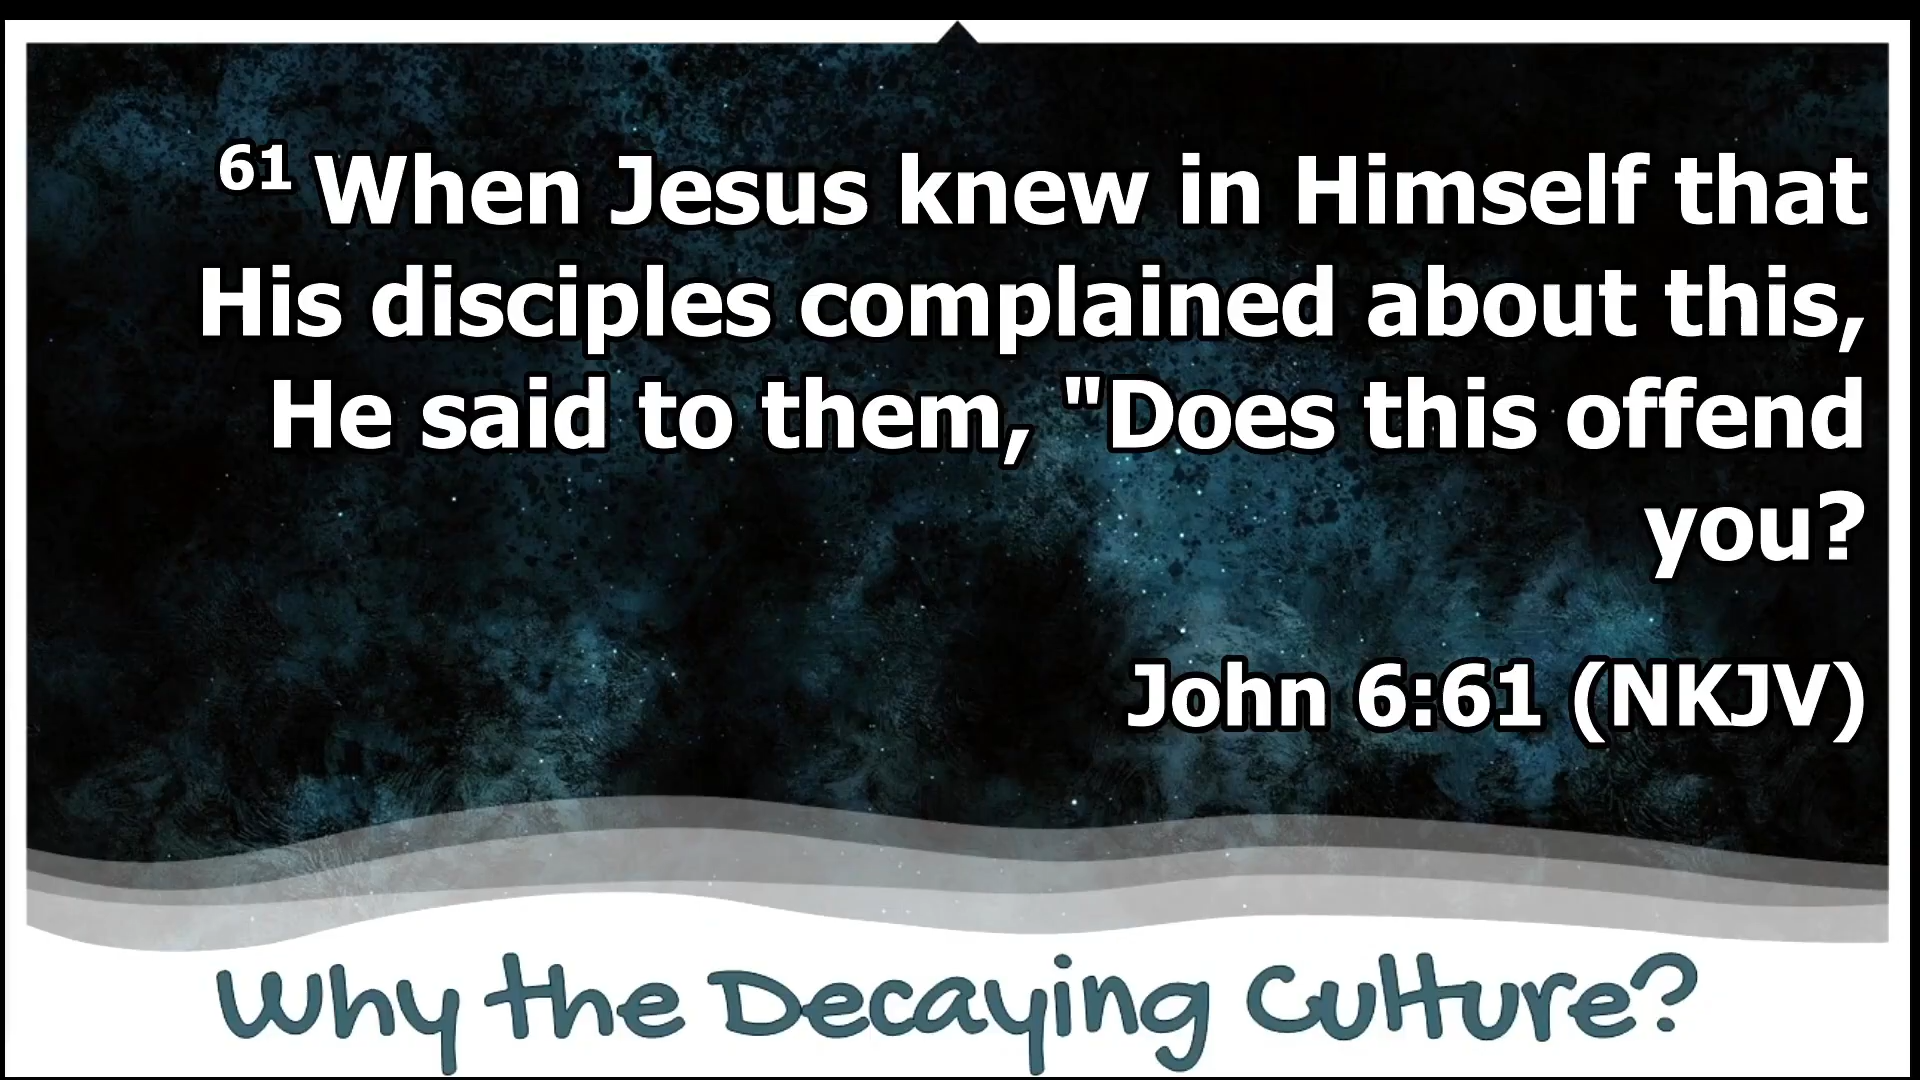 61 When Jesus knew in Himself that
His disciples complained about this,
He said to them, "Does this offend
you?
John 6:61 (NKJV)
Why the Decaying Culture?